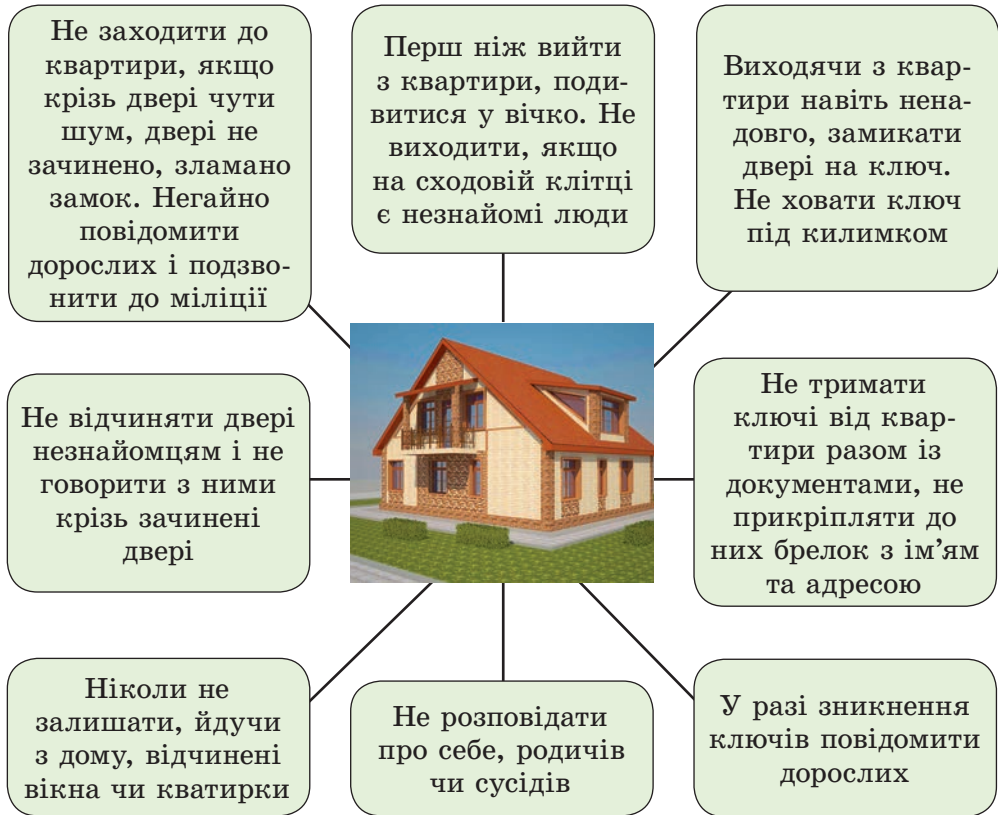 Не заходити до
квартири, якщо
крізь двері чути
шум, двері не
зачинено, зламано
замок. Негайно
повідомити
дорослих і подзво-
нити до міліції
Перш ніж вийти
з квартири, поди-
витися у вічко. Не
виходити, якщо
на сходовій клітці
є незнайомі люди
Виходячи з квар-
тири навіть нена-
довго, замикати
двері на ключ.
Не ховати ключ
під килимком
Не відчиняти двері
незнайомцям і не
говорити з ними
крізь зачинені
двері
Не тримати
ключі від квар-
тири разом із
документами, не
прикріпляти до
них брелок з ім’ям
та адресою
Ніколи не
залишати, йдучи
з дому, відчинені
вікна чи кватирки
Не розповідати
про себе, родичів
чи сусідів
У разі зникнення
ключів повідомити
дорослих